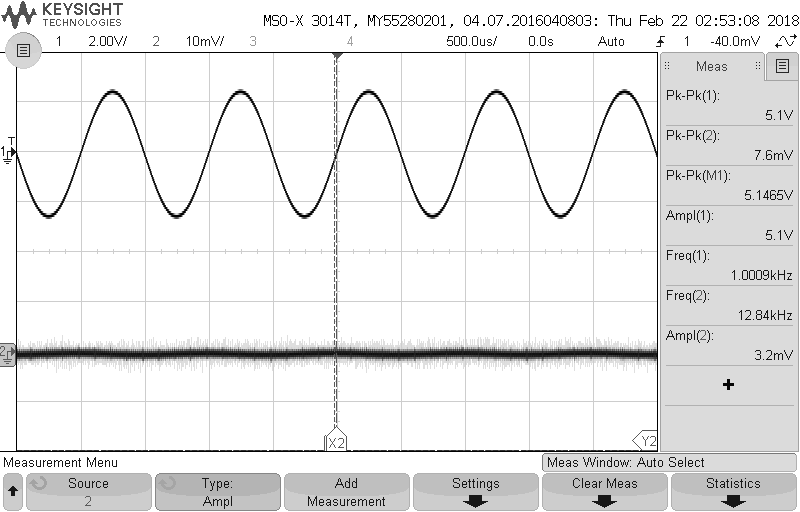 KEYSIGHT
TECHNOLOGIES
MSO-X 3014T, MY55280201, 04.07.2016040803: Thu Feb 22 02:53:08 2018
1 2.00V/ 2 10mV/ 3 4 500.0us/ 0.0s Auto 1 -40.0mV
Meas
Pk-Pk(1):
5.1V
Pk-Pk(2):
7.6mV
Pk-Pk(M1):
5.1465V
Ampl(1):
5.1V
Freq(1):
1.0009kHz
Freq(2):
12.84kHz
Ampl(2):
3.2mV
+
T
1
2
X2
Y2
Measurement Menu
Meas Window: Auto Select
Source
2
Type:
Ampl
Add
Measurement
Settings
Clear Meas
Statistics